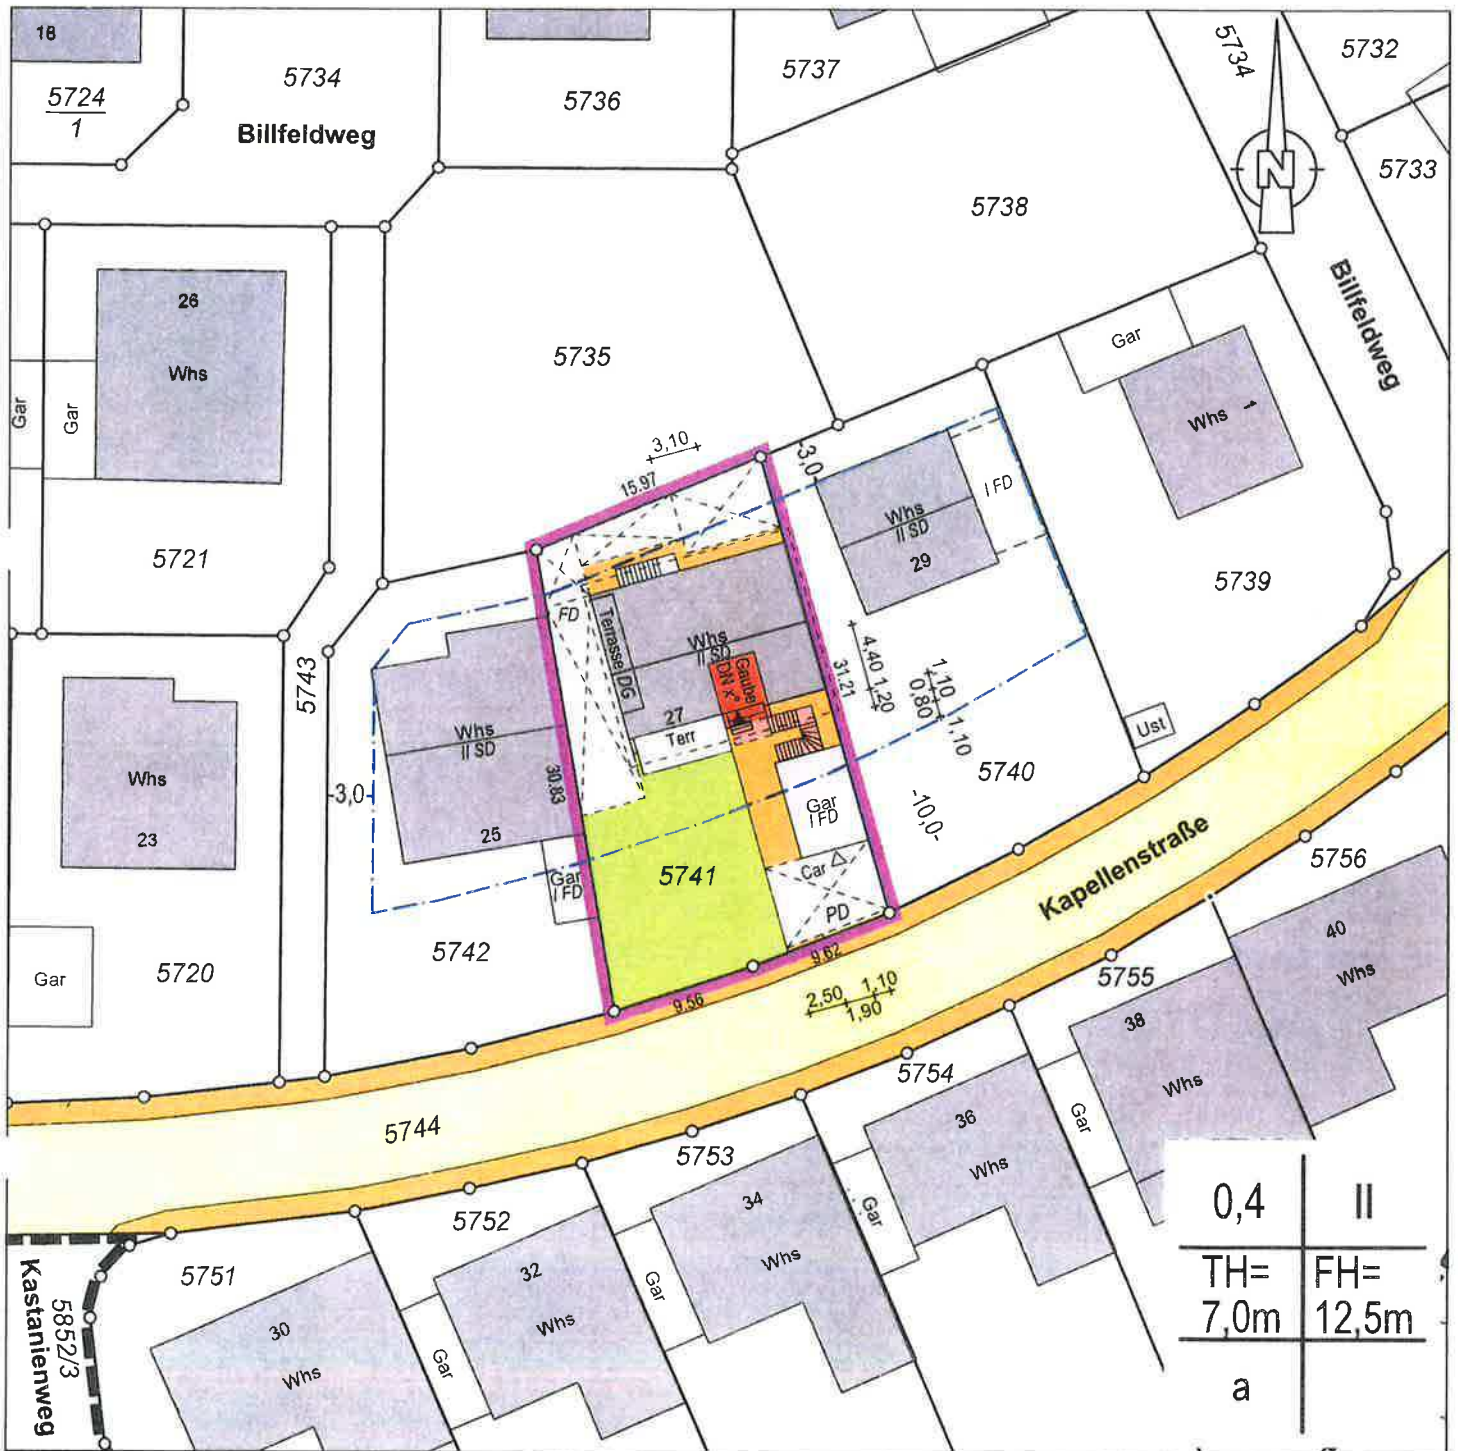 18
5724
1
5734
Billfeldweg
5736
5737
5734
5732
5733
N
5738
Billfeldweg
26
Whs
Gar
Gar
5735
Gar
Whs
5721
3,10
15.97
-3,0-
Whs
II SD
29
I FD
5739
5743
FD
Terrasse DG
Whs
II SD
Gaube
DN
27
Terr
31.21
4,40
1,20
1,10
0,80
1,10
Ust
Whs
23
Whs
II SD
25
-3,0-
30.83
Gar
I FD
5740
-10,0-
Gar
I FD
5741
Car
PD
Kapellenstraße
5756
5742
Gar
5720
9.56
9.62
2,50
1,10
1,90
5755
40
Whs
38
Whs
5744
5754
36
Whs
Gar
5753
34
Whs
Gar
5752
32
Whs
Gar
5751
30
Whs
Gar
Kastanienweg
5852/3
0,4
II
TH=
7,0m
FH=
12,5m
a